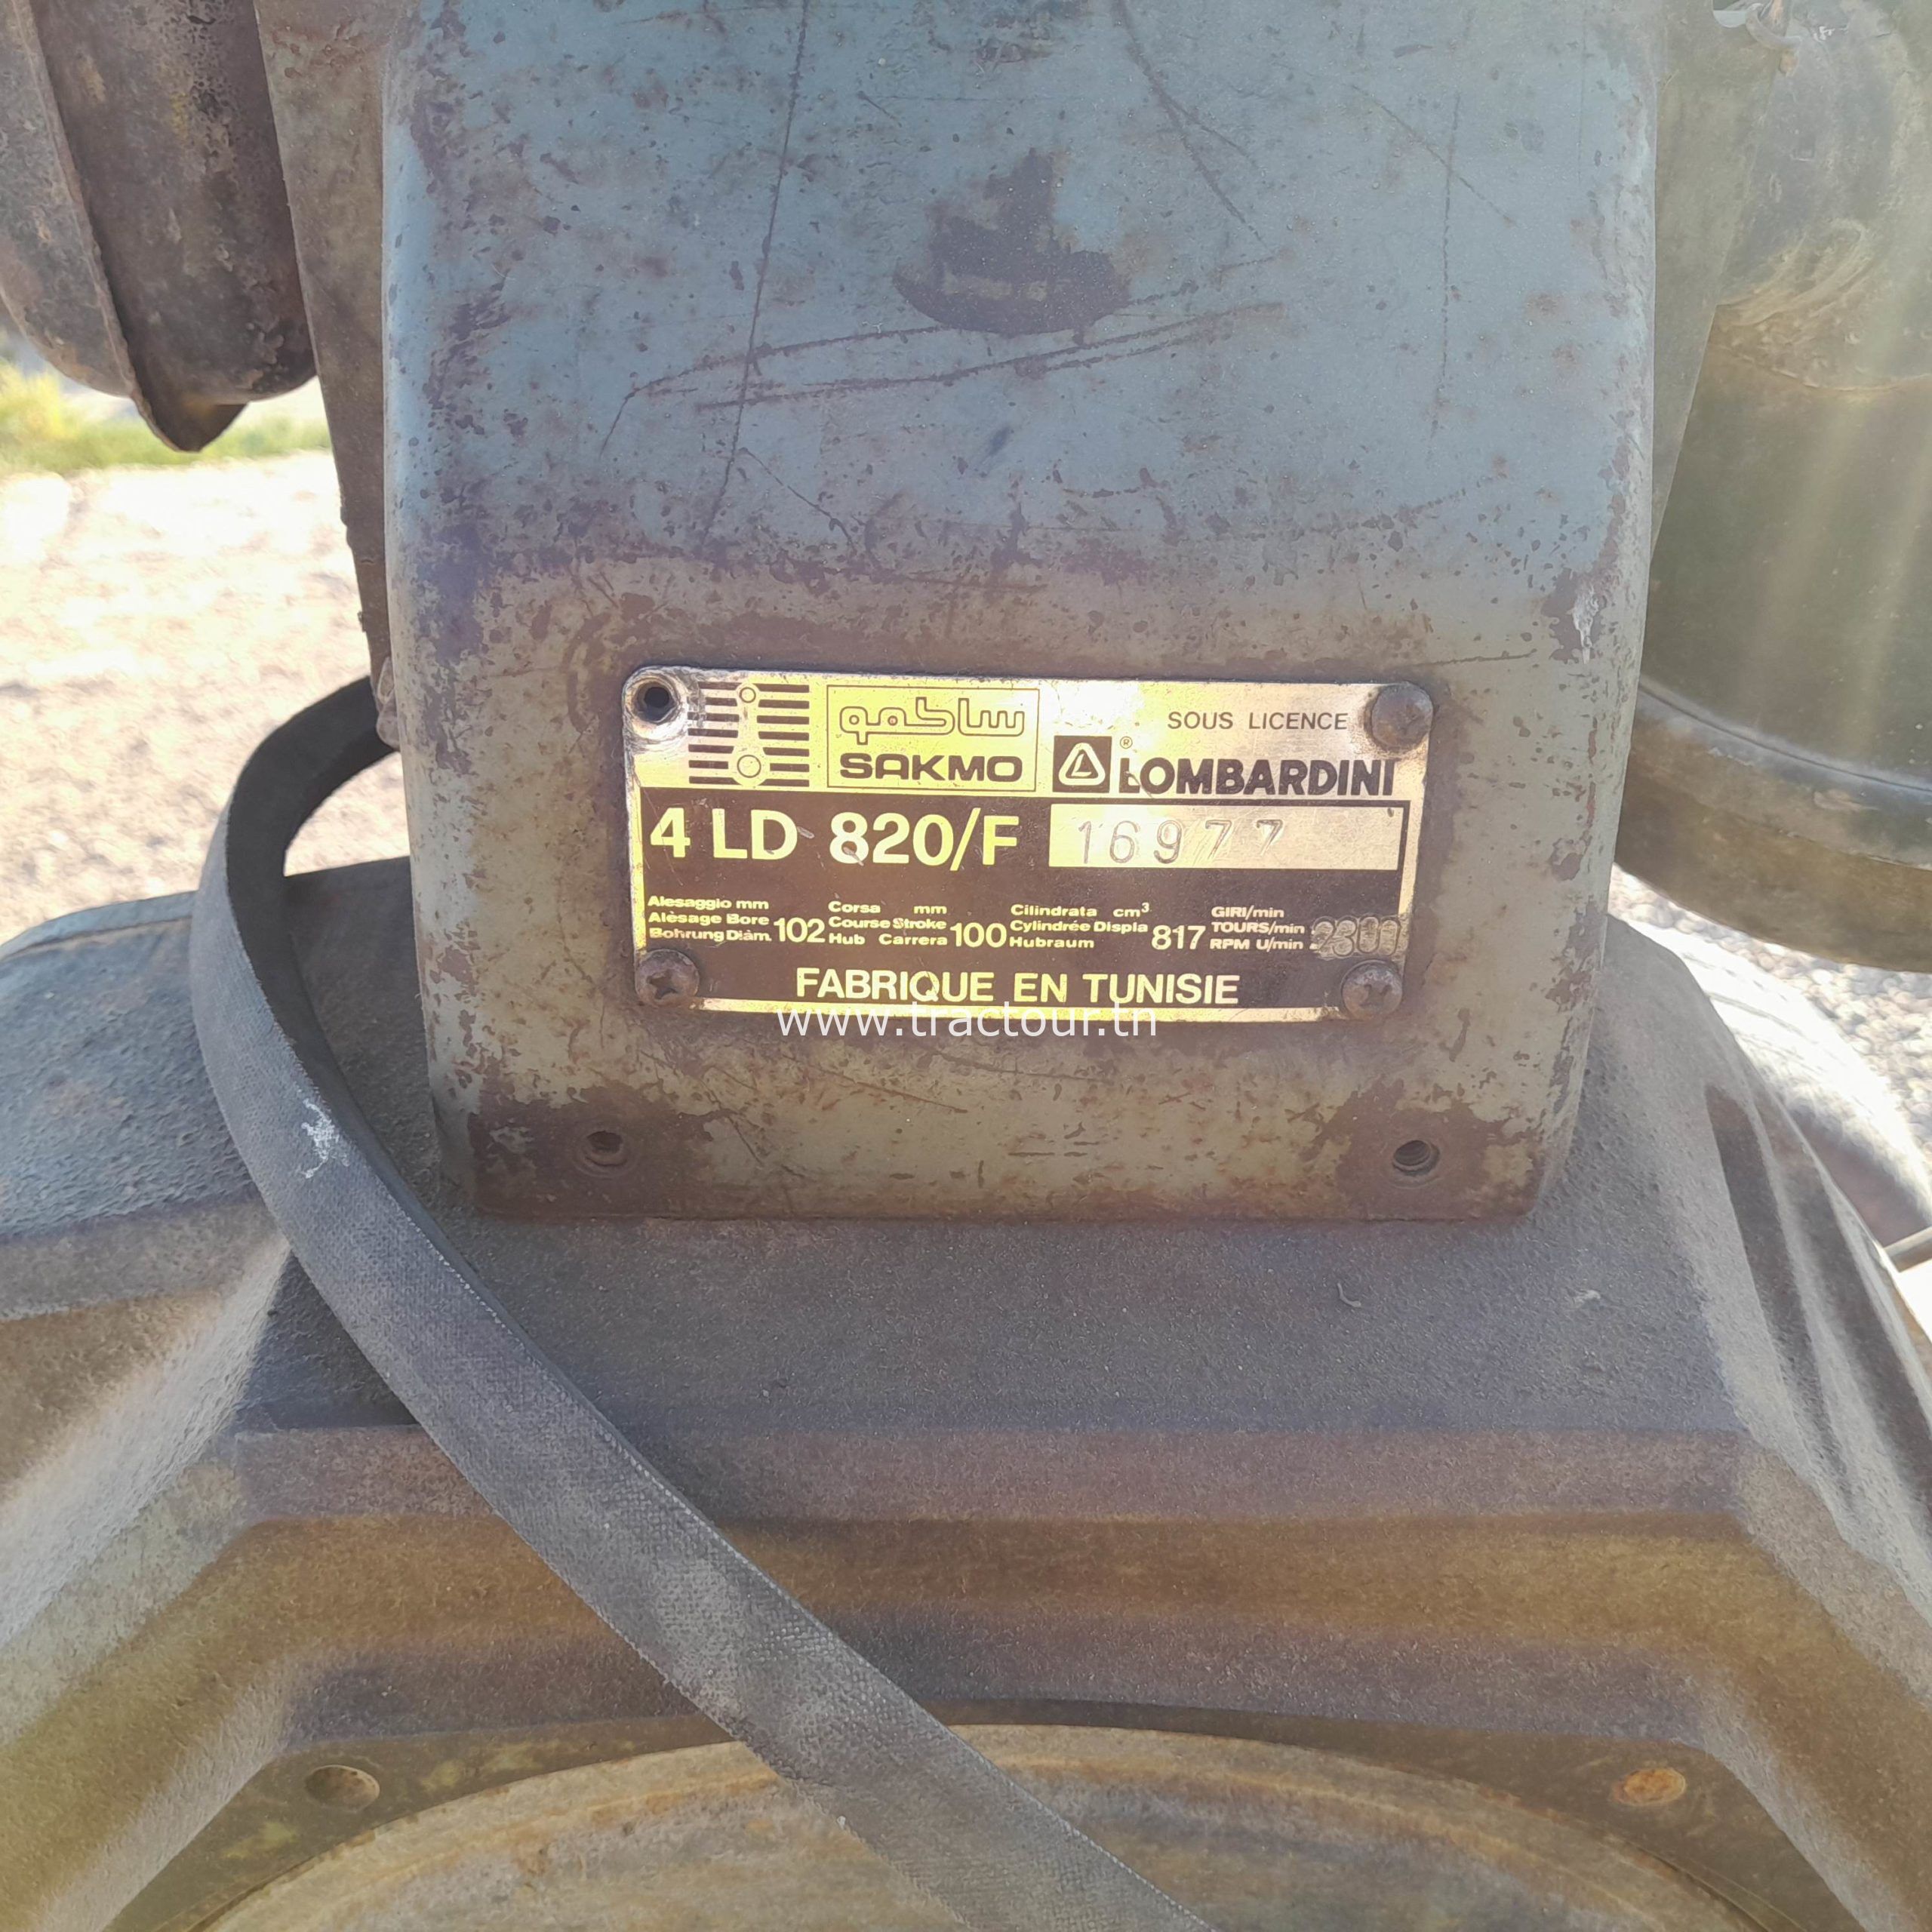 ساكمو
SAKMO
SOUS LICENCE
® LOMBARDINI
4 LD 820/F 16977
Alesaggio mm
Alèsage Bore 102
Bohrung Diàm.
Corsa mm
Course Stroke 100
Hub Carrera
Cilindrata cm³
Cylindrée Displa 817
Hubraum
GIRI/min
TOURS/min
RPM U/min
FABRIQUE EN TUNISIE
www.tractour.tn